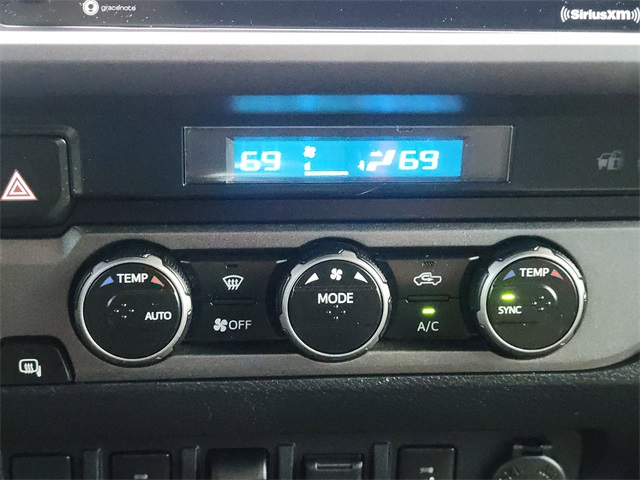 gracenote
SiriusXM
69 69
TEMP
AUTO
OFF
MODE
A/C
TEMP
SYNC